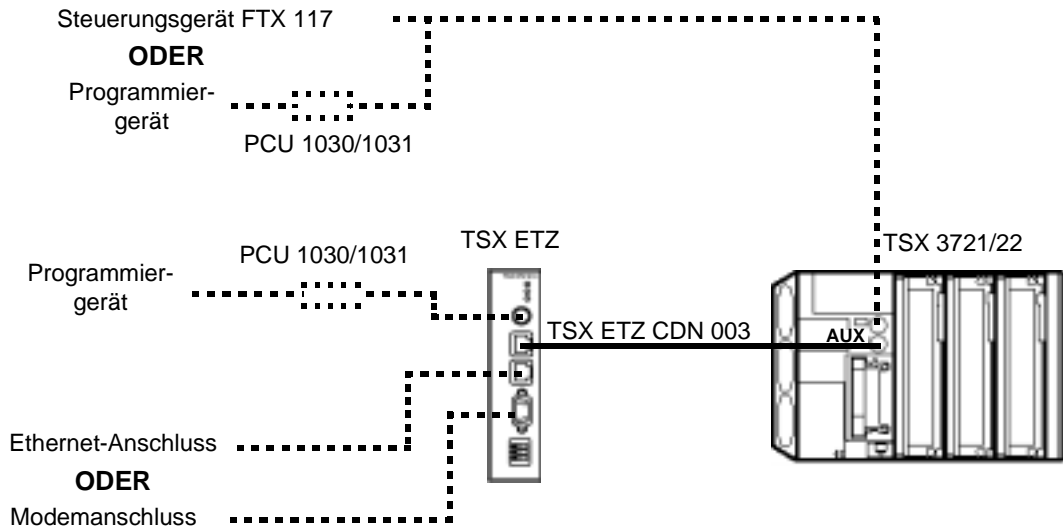 Steuerungsgerät FTX 117
ODER
Programmier-
gerät
PCU 1030/1031
TSX ETZ
TSX 3721/22
PCU 1030/1031
Programmier-
gerät
TSX ETZ CDN 003
AUX
Ethernet-Anschluss
ODER
Modemanschluss